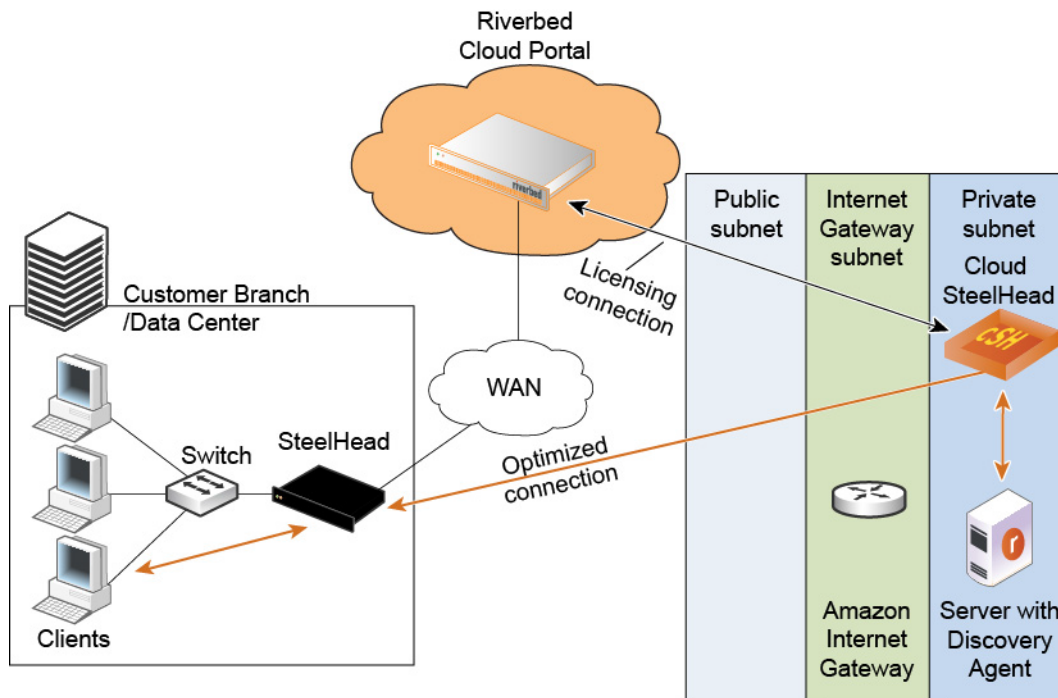 Riverbed
Cloud Portal
riverbed
Public
subnet
Internet
Gateway
subnet
Private
subnet
Cloud
SteelHead
CSH
Licensing
connection
Customer Branch
/Data Center
WAN
SteelHead
Switch
Optimized
connection
Clients
r
Amazon
Internet
Gateway
Server with
Discovery
Agent